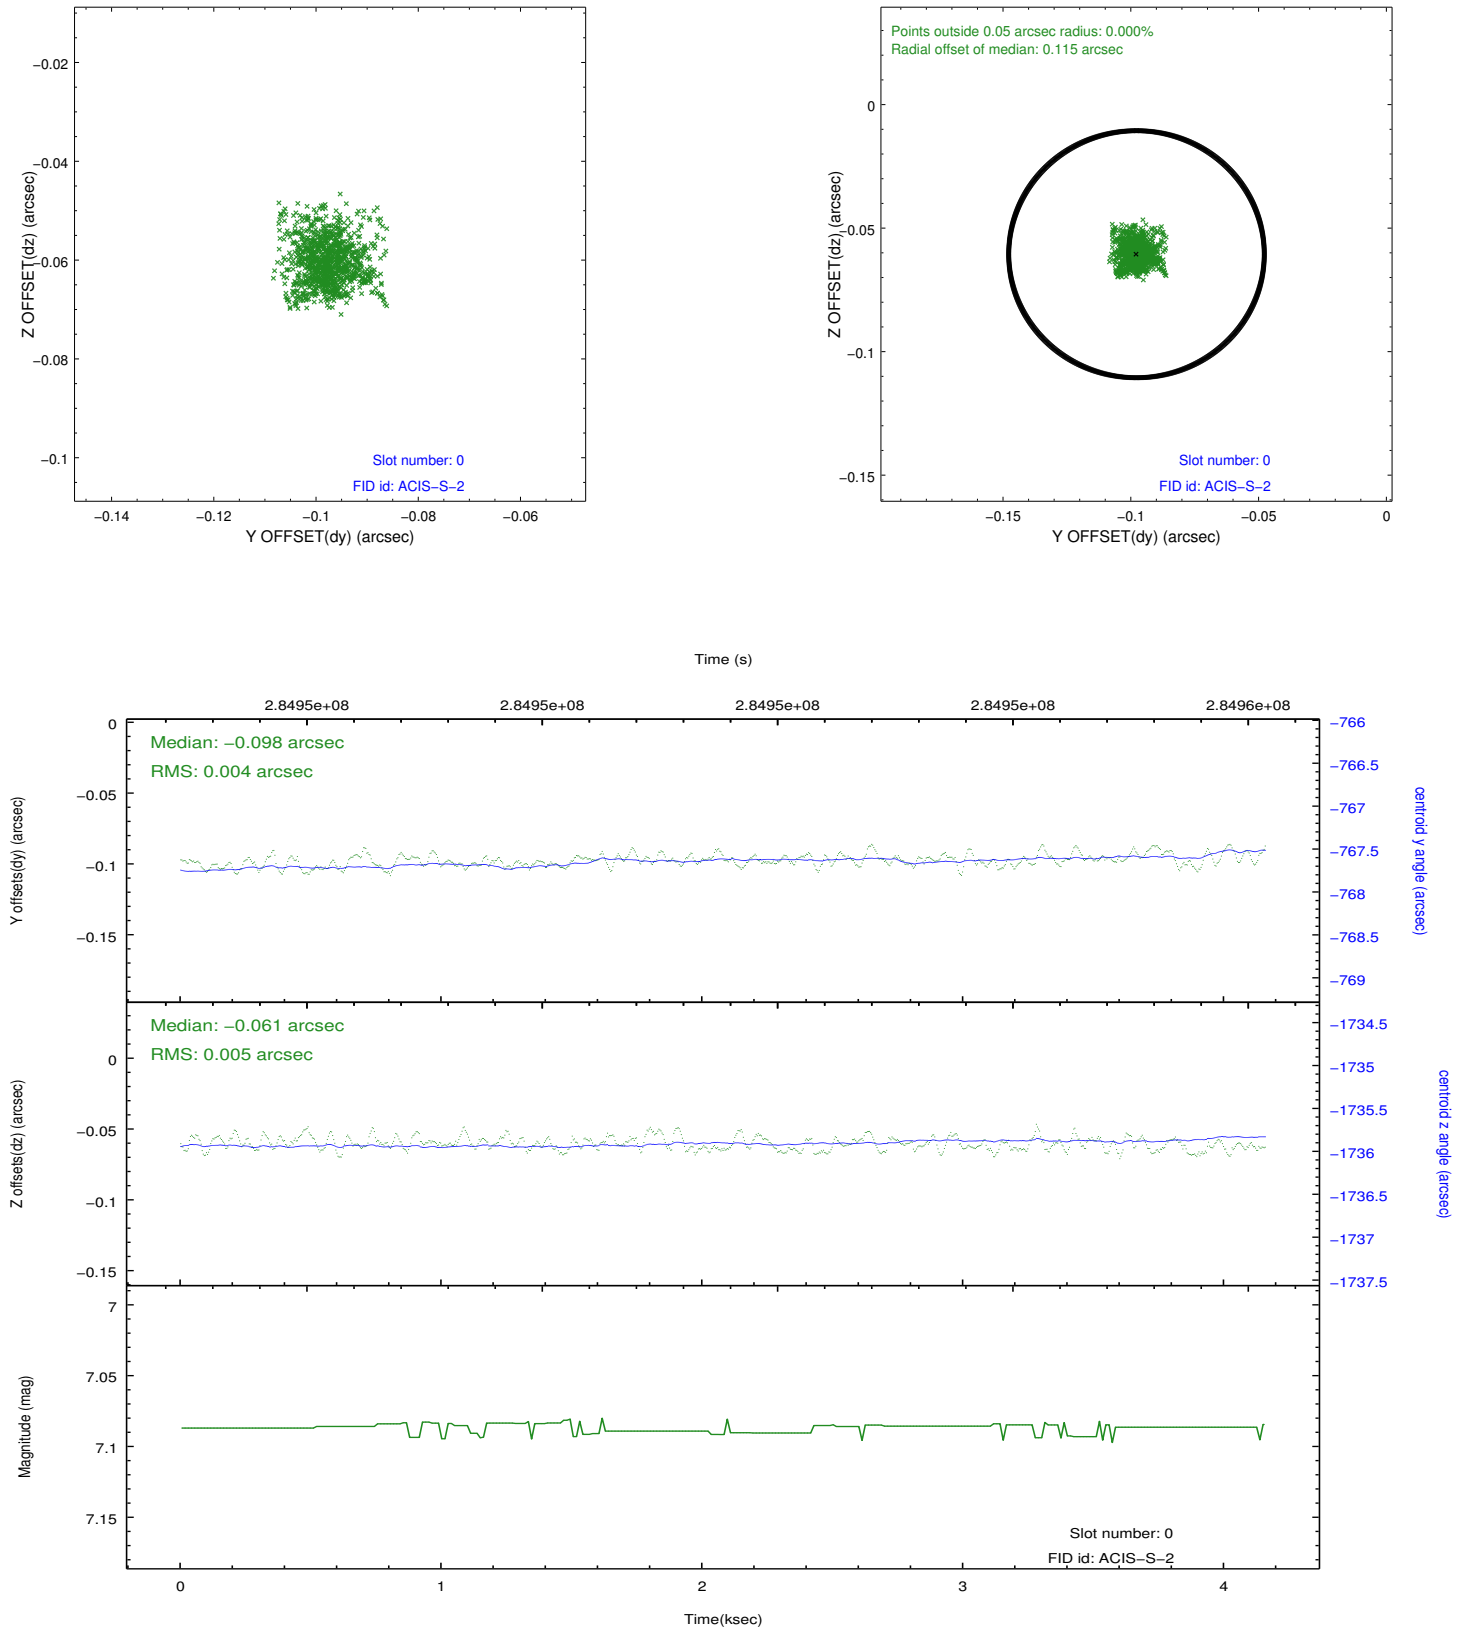 −0.02
−0.04
−0.06
−0.08
−0.1
Z OFFSET(dz) (arcsec)
Slot number: 0
FID id: ACIS−S−2
−0.14 −0.12 −0.1 −0.08 −0.06
Y OFFSET(dy) (arcsec)
Points outside 0.05 arcsec radius: 0.000%
Radial offset of median: 0.115 arcsec
0
−0.05
−0.1
−0.15
Z OFFSET(dz) (arcsec)
Slot number: 0
FID id: ACIS−S−2
−0.15 −0.1 −0.05 0
Y OFFSET(dy) (arcsec)
Time (s)
2.8495e+08 2.8495e+08 2.8495e+08 2.8495e+08 2.8496e+08
Median: −0.098 arcsec
RMS: 0.004 arcsec
0
−0.05
−0.1
−0.15
Y offsets(dy) (arcsec)
−766
−766.5
−767
−767.5
−768
−768.5
−769
centroid y angle (arcsec)
Median: −0.061 arcsec
RMS: 0.005 arcsec
0
−0.05
−0.1
−0.15
Z offsets(dz) (arcsec)
−1734.5
−1735
−1735.5
−1736
−1736.5
−1737
−1737.5
centroid z angle (arcsec)
7
7.05
7.1
7.15
Magnitude (mag)
Slot number: 0
FID id: ACIS−S−2
0 1 2 3 4
Time(ksec)